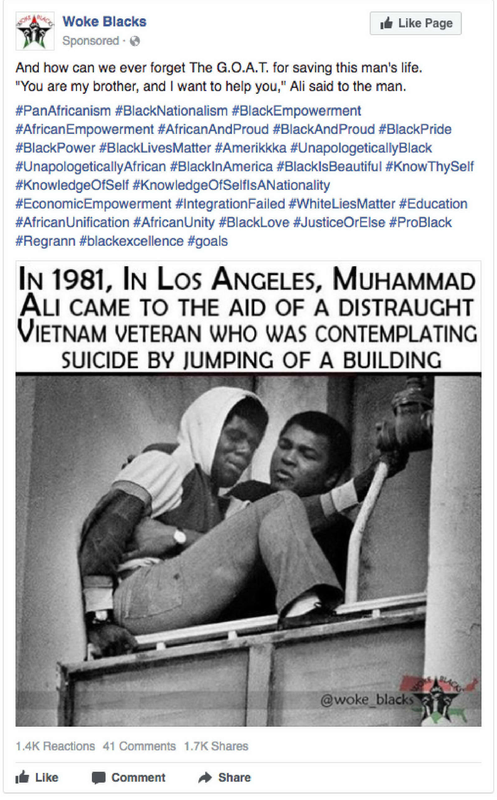 Woke Blacks
Sponsored ·
Like Page
And how can we ever forget The G.O.A.T. for saving this man's life.
"You are my brother, and I want to help you," Ali said to the man.
#PanAfricanism #BlackNationalism #BlackEmpowerment
#AfricanEmpowerment #AfricanAndProud #BlackAndProud #BlackPride
#BlackPower #BlackLivesMatter #Amerikkka #UnapologeticallyBlack
#UnapologeticallyAfrican #BlackInAmerica #BlackIsBeautiful #KnowThySelf
#KnowledgeOfSelf #KnowledgeOfSelfIsANationality
#EconomicEmpowerment #IntegrationFailed #WhiteLiesMatter #Education
#AfricanUnification #AfricanUnity #BlackLove #JusticeOrElse #ProBlack
#Regrann #blackexcellence #goals
IN 1981, IN LOS ANGELES, MUHAMMAD
ALI CAME TO THE AID OF A DISTRAUGHT
VIETNAM VETERAN WHO WAS CONTEMPLATING
SUICIDE BY JUMPING OF A BUILDING
@woke_blacks
1.4K Reactions 41 Comments 1.7K Shares
Like Comment Share